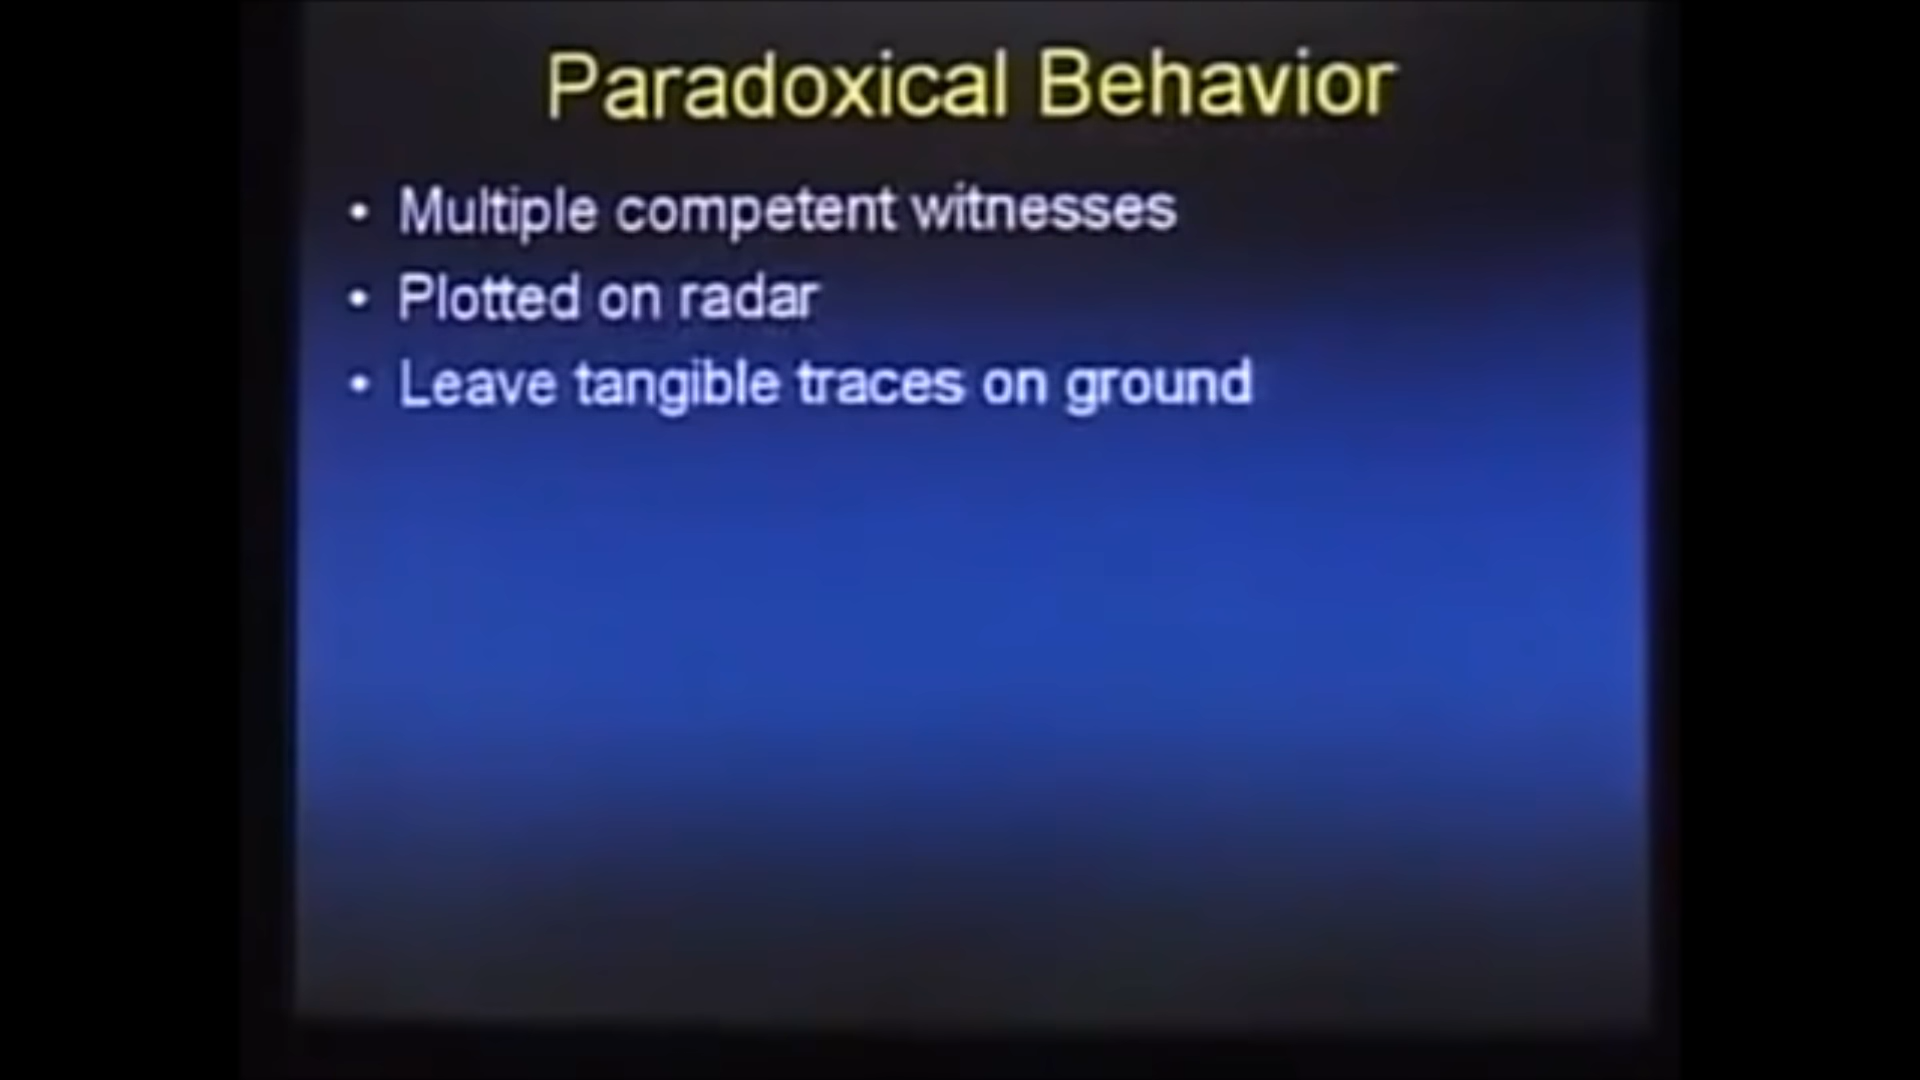 Paradoxical Behavior
• Multiple competent witnesses
• Plotted on radar
• Leave tangible traces on ground